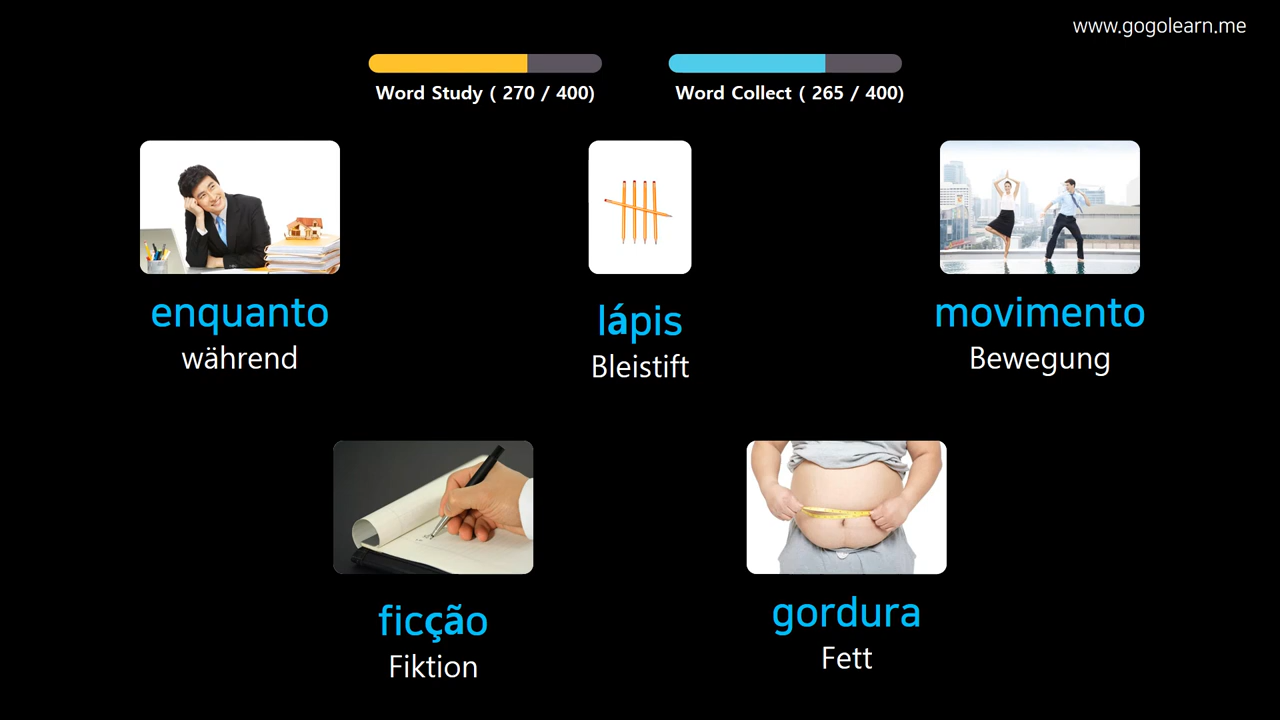 www.gogolearn.me
Word Study ( 270 / 400)
Word Collect ( 265 / 400)
enquanto
während
lápis
Bleistift
movimento
Bewegung
ficção
Fiktion
gordura
Fett